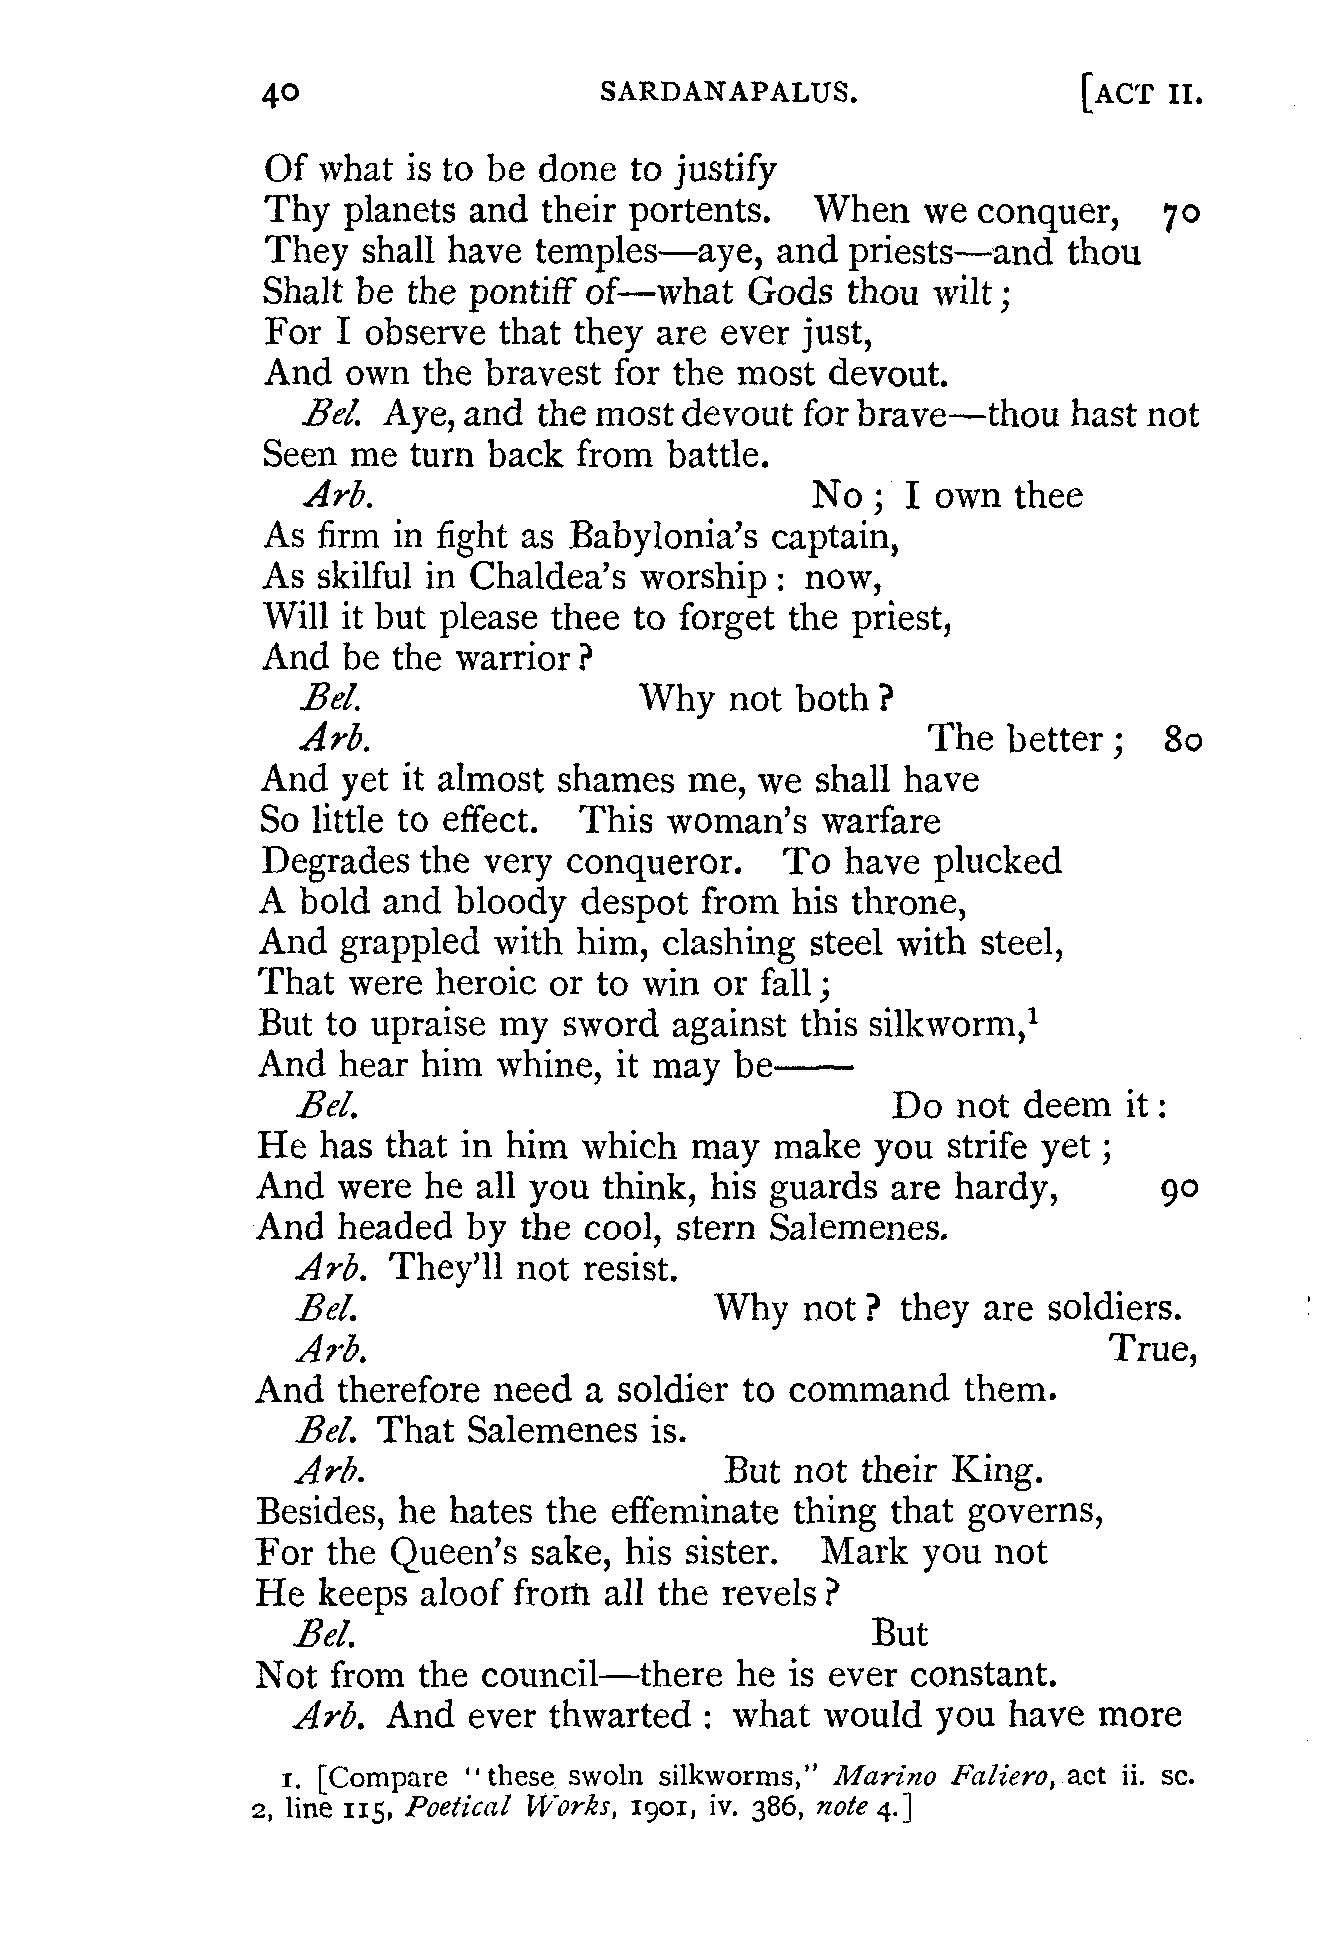 40 SARDANAPALUS. [ACT II.
Of what is to be done to justify
Thy planets and their portents. When we conquer, 70
They shall have temples—aye, and priests—and thou
Shalt be the pontiff of—what Gods thou wilt;
For I observe that they are ever just,
And own the bravest for the most devout.
Bel. Aye, and the most devout for brave—thou hast not
Seen me turn back from battle.
Arb. No; I own thee
As firm in fight as Babylonia's captain,
As skilful in Chaldea's worship: now,
Will it but please thee to forget the priest,
And be the warrior?
Bel. Why not both?
Arb. The better; 80
And yet it almost shames me, we shall have
So little to effect. This woman's warfare
Degrades the very conqueror. To have plucked
A bold and bloody despot from his throne,
And grappled with him, clashing steel with steel,
That were heroic or to win or fall;
But to upraise my sword against this silkworm,¹
And hear him whine, it may be——
Bel. Do not deem it:
He has that in him which may make you strife yet;
And were he all you think, his guards are hardy, 90
And headed by the cool, stern Salemenes.
Arb. They'll not resist.
Bel. Why not? they are soldiers.
Arb. True,
And therefore need a soldier to command them.
Bel. That Salemenes is.
Arb. But not their King.
Besides, he hates the effeminate thing that governs,
For the Queen's sake, his sister. Mark you not
He keeps aloof from all the revels?
Bel. But
Not from the council—there he is ever constant.
Arb. And ever thwarted: what would you have more
1. [Compare "these swoln silkworms," Marino Faliero, act ii. sc.
2, line 115, Poetical Works, 1901, iv. 386, note 4.]